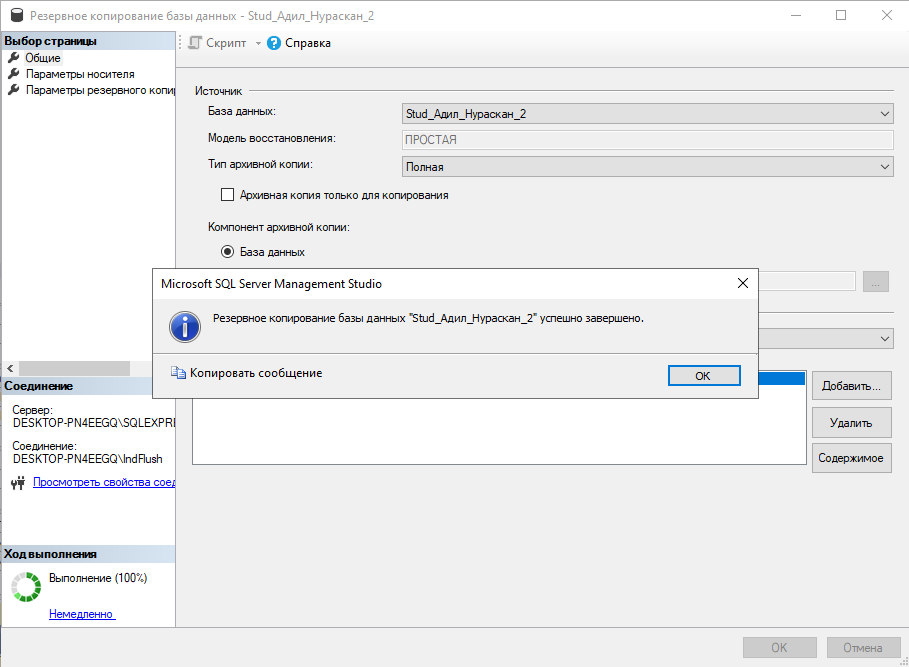 Резервное копирование базы данных - Stud_Адил_Нураскан_2
Выбор страницы
Общие
Параметры носителя
Параметры резервного копир
Скрипт
Справка
Источник
База данных:
Stud_Адил_Нураскан_2
Модель восстановления:
ПРОСТАЯ
Тип архивной копии:
Полная
Архивная копия только для копирования
Компонент архивной копии:
База данных
...
Microsoft SQL Server Management Studio
Резервное копирование базы данных "Stud_Адил_Нураскан_2" успешно завершено.
Копировать сообщение
ОК
Добавить...
Удалить
Содержимое
Соединение
Сервер:
DESKTOP-PN4EEGQ\SQLEXPRE
Соединение:
DESKTOP-PN4EEGQ\IndFlush
Просмотреть свойства соед
Ход выполнения
Выполнение (100%)
Немедленно
ОК
Отмена